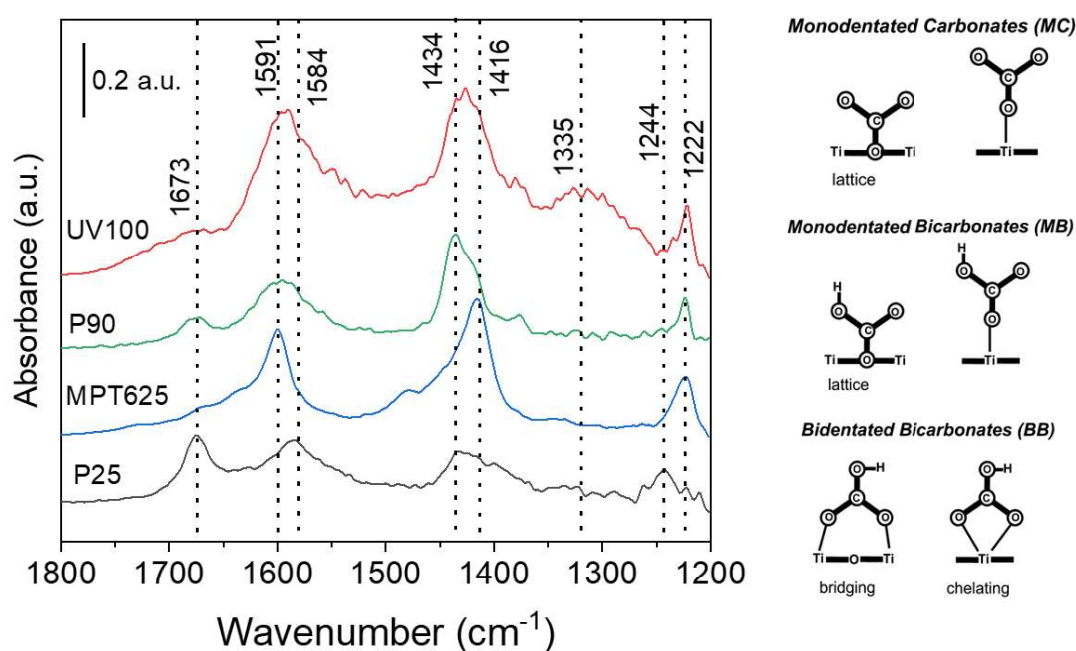 0.2 a.u.
1673
1591
1584
1434
1416
1335
1244
1222
UV100
P90
MPT625
P25
Absorbance (a.u.)
1800 1700 1600 1500 1400 1300 1200
Wavenumber (cm⁻¹)
Monodentated Carbonates (MC)
O O
C
O
Ti O Ti
lattice
O O
C
O
Ti
Monodentated Bicarbonates (MB)
H
O O
C
Ti O Ti
lattice
H
O O
C
O
Ti
Bidentated Bicarbonates (BB)
O H
C
O O
Ti O Ti
bridging
O H
C
O O
Ti
chelating